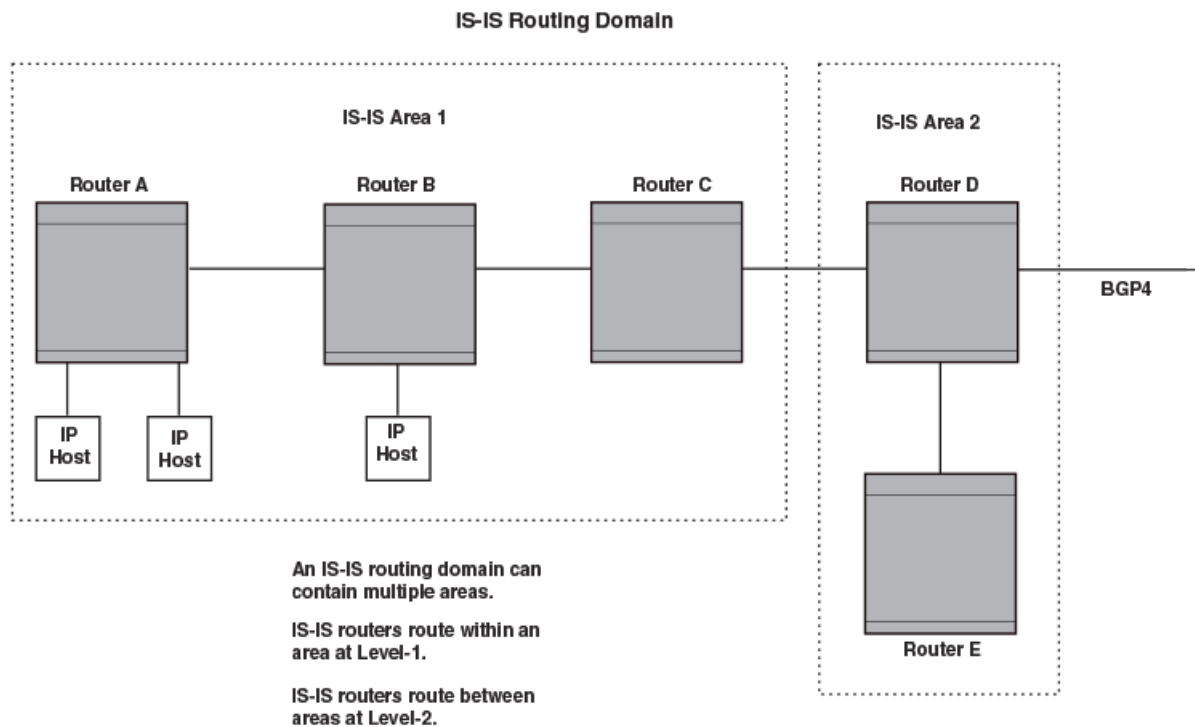 IS-IS Routing Domain
IS-IS Area 1
IS-IS Area 2
Router A
Router B
Router C
Router D
BGP4
IP
Host
IP
Host
IP
Host
Router E
An IS-IS routing domain can
contain multiple areas.
IS-IS routers route within an
area at Level-1.
IS-IS routers route between
areas at Level-2.